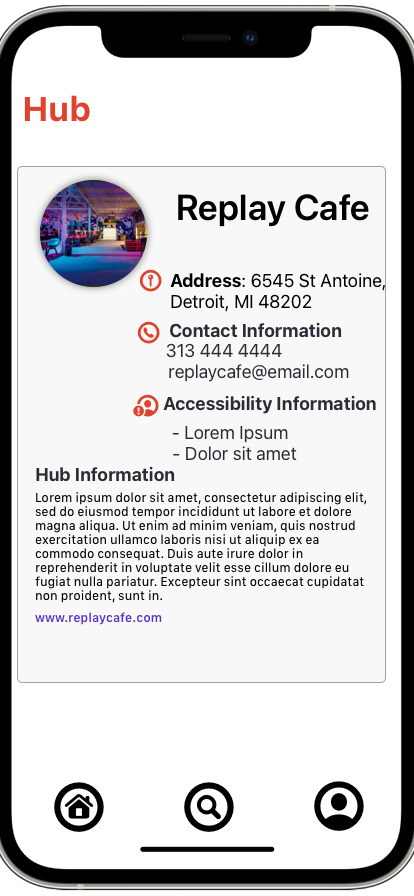 Hub
Replay Cafe
Address: 6545 St Antoine,
Detroit, MI 48202
Contact Information
313 444 4444
replaycafe@email.com
Accessibility Information
- Lorem Ipsum
- Dolor sit amet
Hub Information
Lorem ipsum dolor sit amet, consectetur adipiscing elit,
sed do eiusmod tempor incididunt ut labore et dolore
magna aliqua. Ut enim ad minim veniam, quis nostrud
exercitation ullamco laboris nisi ut aliquip ex ea
commodo consequat. Duis aute irure dolor in
reprehenderit in voluptate velit esse cillum dolore eu
fugiat nulla pariatur. Excepteur sint occaecat cupidatat
non proident, sunt in.
www.replaycafe.com